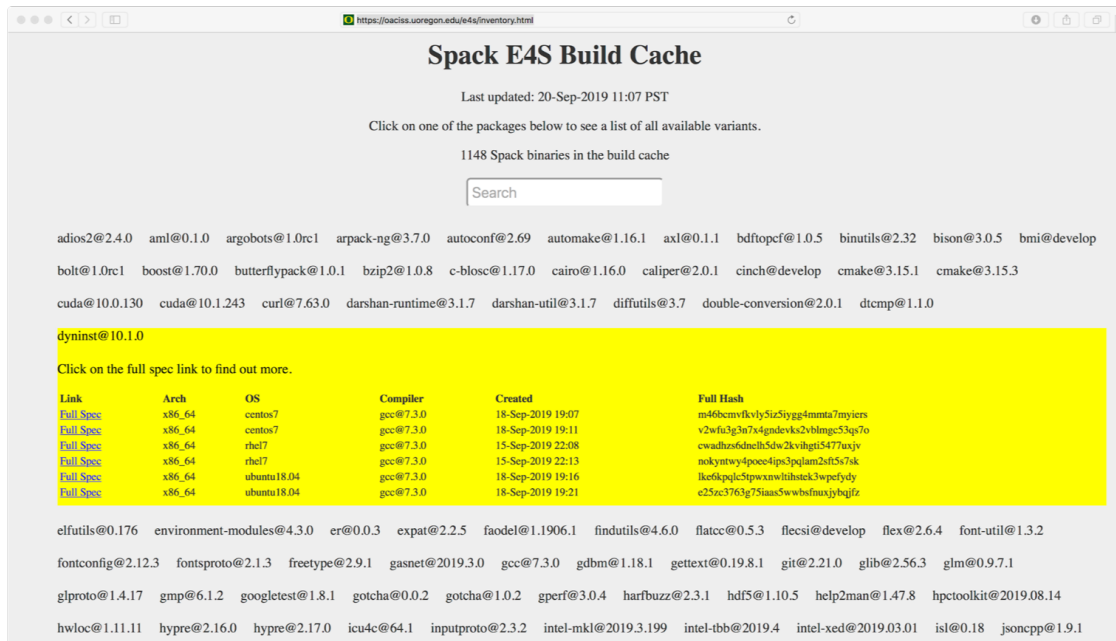 https://oaciss.uoregon.edu/e4s/inventory.html
Spack E4S Build Cache
Last updated: 20-Sep-2019 11:07 PST
Click on one of the packages below to see a list of all available variants.
1148 Spack binaries in the build cache
Search
adios2@2.4.0 aml@0.1.0 argobots@1.0rc1 arpack-ng@3.7.0 autoconf@2.69 automake@1.16.1 axl@0.1.1 bdftopcf@1.0.5 binutils@2.32 bison@3.0.5 bmi@develop
bolt@1.0rc1 boost@1.70.0 butterflypack@1.0.1 bzip2@1.0.8 c-blosc@1.17.0 cairo@1.16.0 caliper@2.0.1 cinch@develop cmake@3.15.1 cmake@3.15.3
cuda@10.0.130 cuda@10.1.243 curl@7.63.0 darshan-runtime@3.1.7 darshan-util@3.1.7 diffutils@3.7 double-conversion@2.0.1 dtcmp@1.1.0
dyninst@10.1.0
Click on the full spec link to find out more.
Link Arch OS Compiler Created Full Hash
Full Spec x86_64 centos7 gcc@7.3.0 18-Sep-2019 19:07 m46bcmvfkvly5iz5iygg4mmta7myiers
Full Spec x86_64 centos7 gcc@7.3.0 18-Sep-2019 19:11 v2wfu3g3n7x4gndevks2vblmgc53qs7o
Full Spec x86_64 rhel7 gcc@7.3.0 15-Sep-2019 22:08 cwadhzs6dnelh5dw2kvihgti5477uxjv
Full Spec x86_64 rhel7 gcc@7.3.0 15-Sep-2019 22:13 nokyntwy4poee4ips3pqlam2sft5s7sk
Full Spec x86_64 ubuntu18.04 gcc@7.3.0 18-Sep-2019 19:16 lke6kpqlc5tpwxnwltihstek3wpefydy
Full Spec x86_64 ubuntu18.04 gcc@7.3.0 18-Sep-2019 19:21 e25zc3763g75iaas5wwbsfnuxjybqjfz
elfutils@0.176 environment-modules@4.3.0 er@0.0.3 expat@2.2.5 faodel@1.1906.1 findutils@4.6.0 flatcc@0.5.3 flecsi@develop flex@2.6.4 font-util@1.3.2
fontconfig@2.12.3 fontsproto@2.1.3 freetype@2.9.1 gasnet@2019.3.0 gcc@7.3.0 gdbm@1.18.1 gettext@0.19.8.1 git@2.21.0 glib@2.56.3 glm@0.9.7.1
glproto@1.4.17 gmp@6.1.2 googletest@1.8.1 gotcha@0.0.2 gotcha@1.0.2 gperf@3.0.4 harfbuzz@2.3.1 hdf5@1.10.5 help2man@1.47.8 hpctoolkit@2019.08.14
hwloc@1.11.11 hypre@2.16.0 hypre@2.17.0 icu4c@64.1 inputproto@2.3.2 intel-mkl@2019.3.199 intel-tbb@2019.4 intel-xed@2019.03.01 isl@0.18 jsoncpp@1.9.1